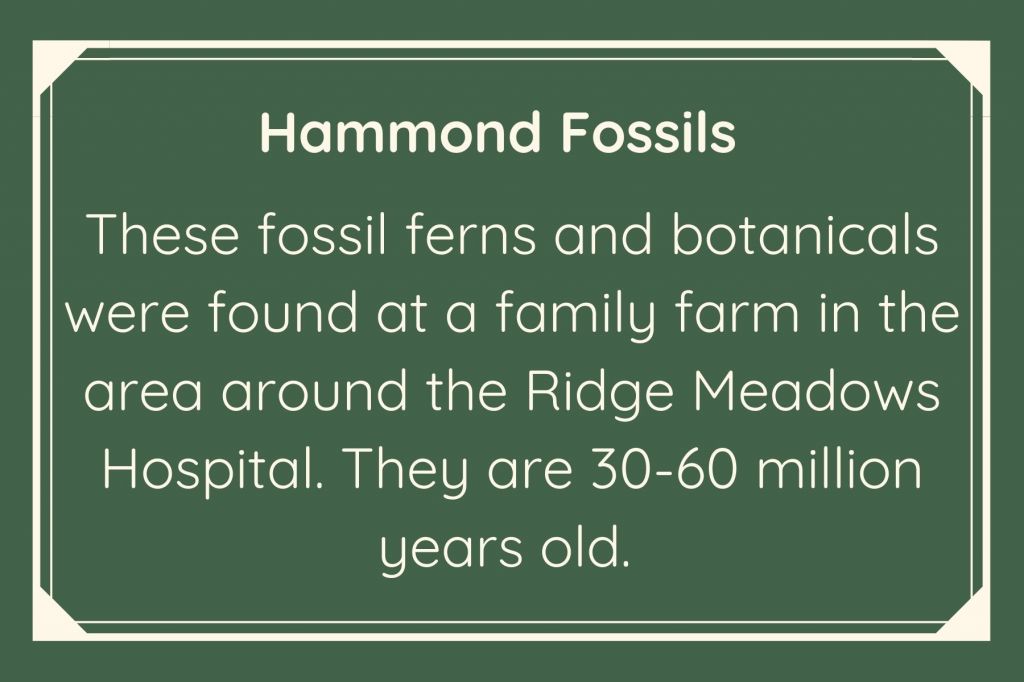 Hammond Fossils
These fossil ferns and botanicals
were found at a family farm in the
area around the Ridge Meadows
Hospital. They are 30-60 million
years old.